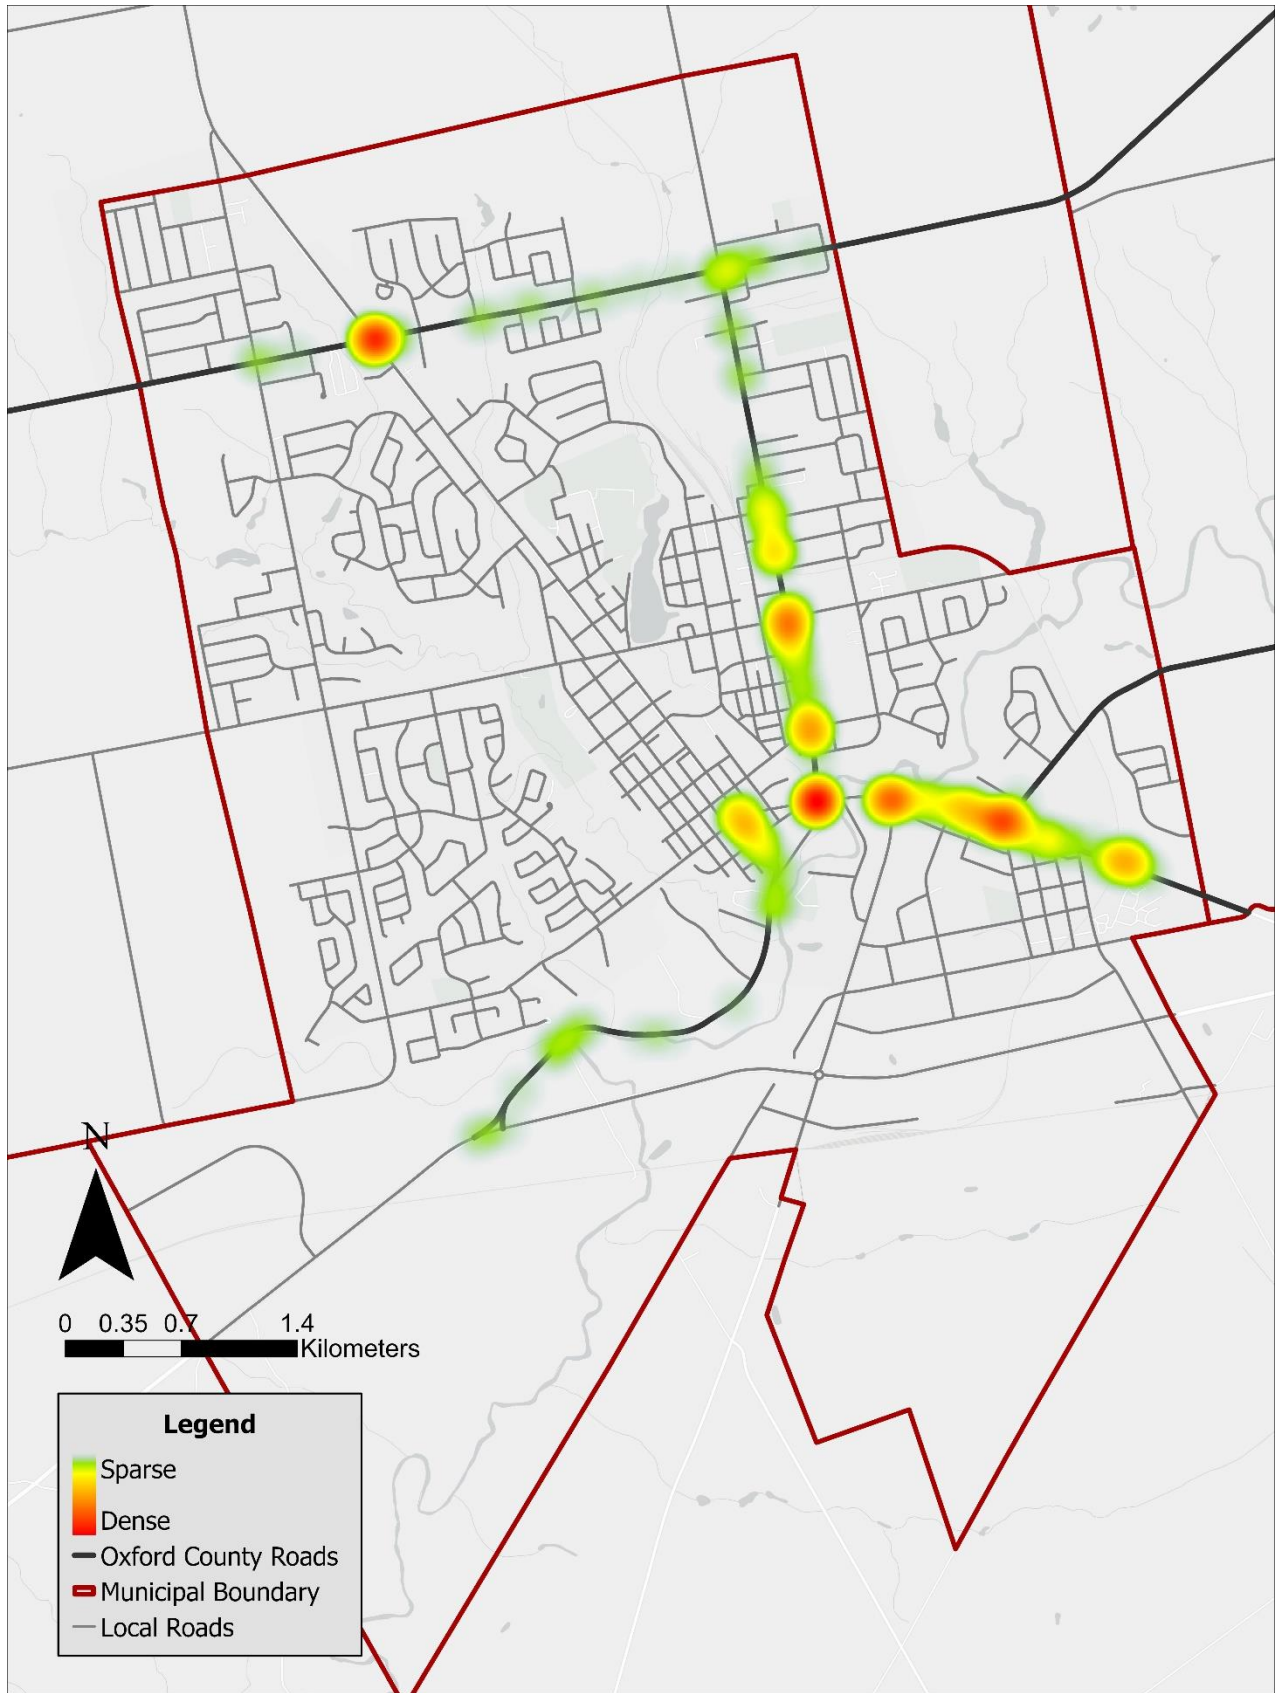 N
0 0.35 0.7 1.4
Kilometers
Legend
Sparse
Dense
Oxford County Roads
Municipal Boundary
Local Roads